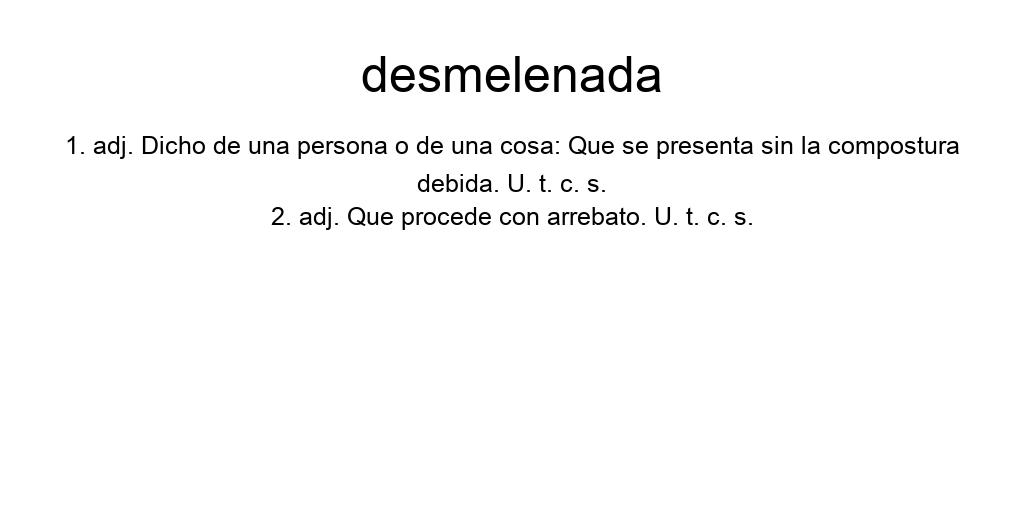 desmelenada
1. adj. Dicho de una persona o de una cosa: Que se presenta sin la compostura
debida. U. t. c. s.
2. adj. Que procede con arrebato. U. t. c. s.